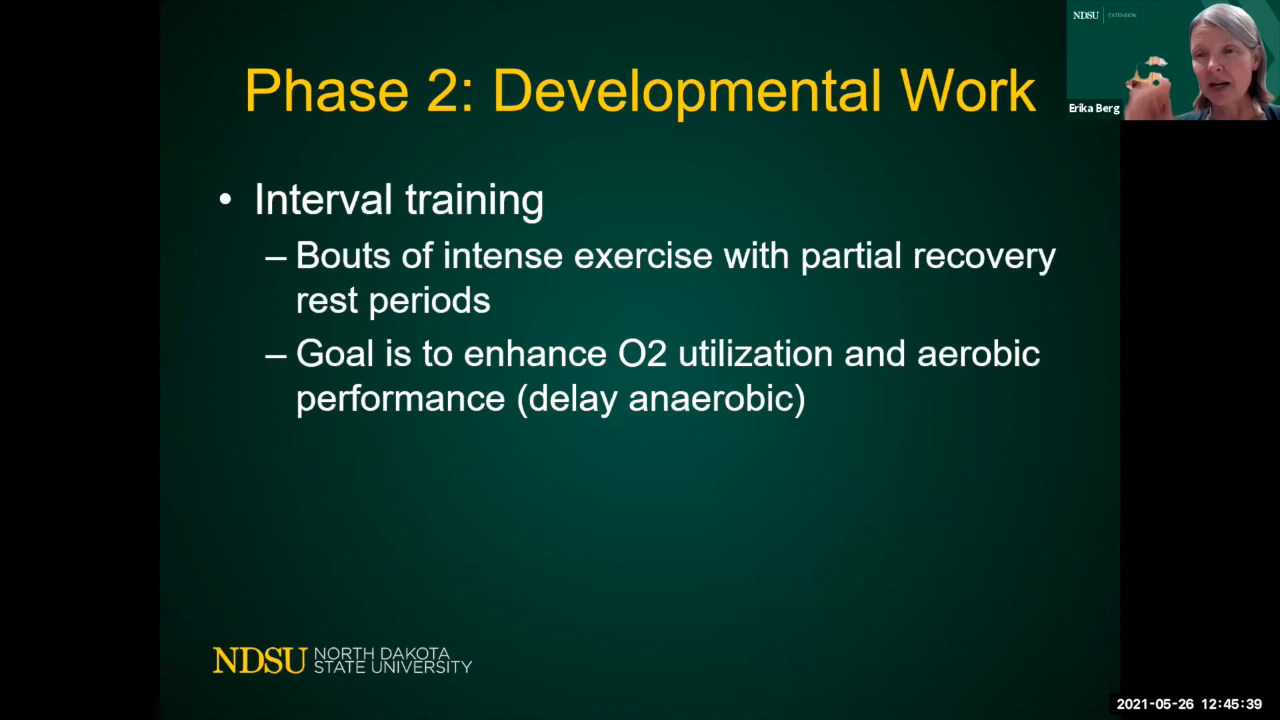 NDSU EXTENSION
Erika Berg
Phase 2: Developmental Work
• Interval training
– Bouts of intense exercise with partial recovery
rest periods
– Goal is to enhance O2 utilization and aerobic
performance (delay anaerobic)
NDSU NORTH DAKOTA
STATE UNIVERSITY
2021-05-26 12:45:39